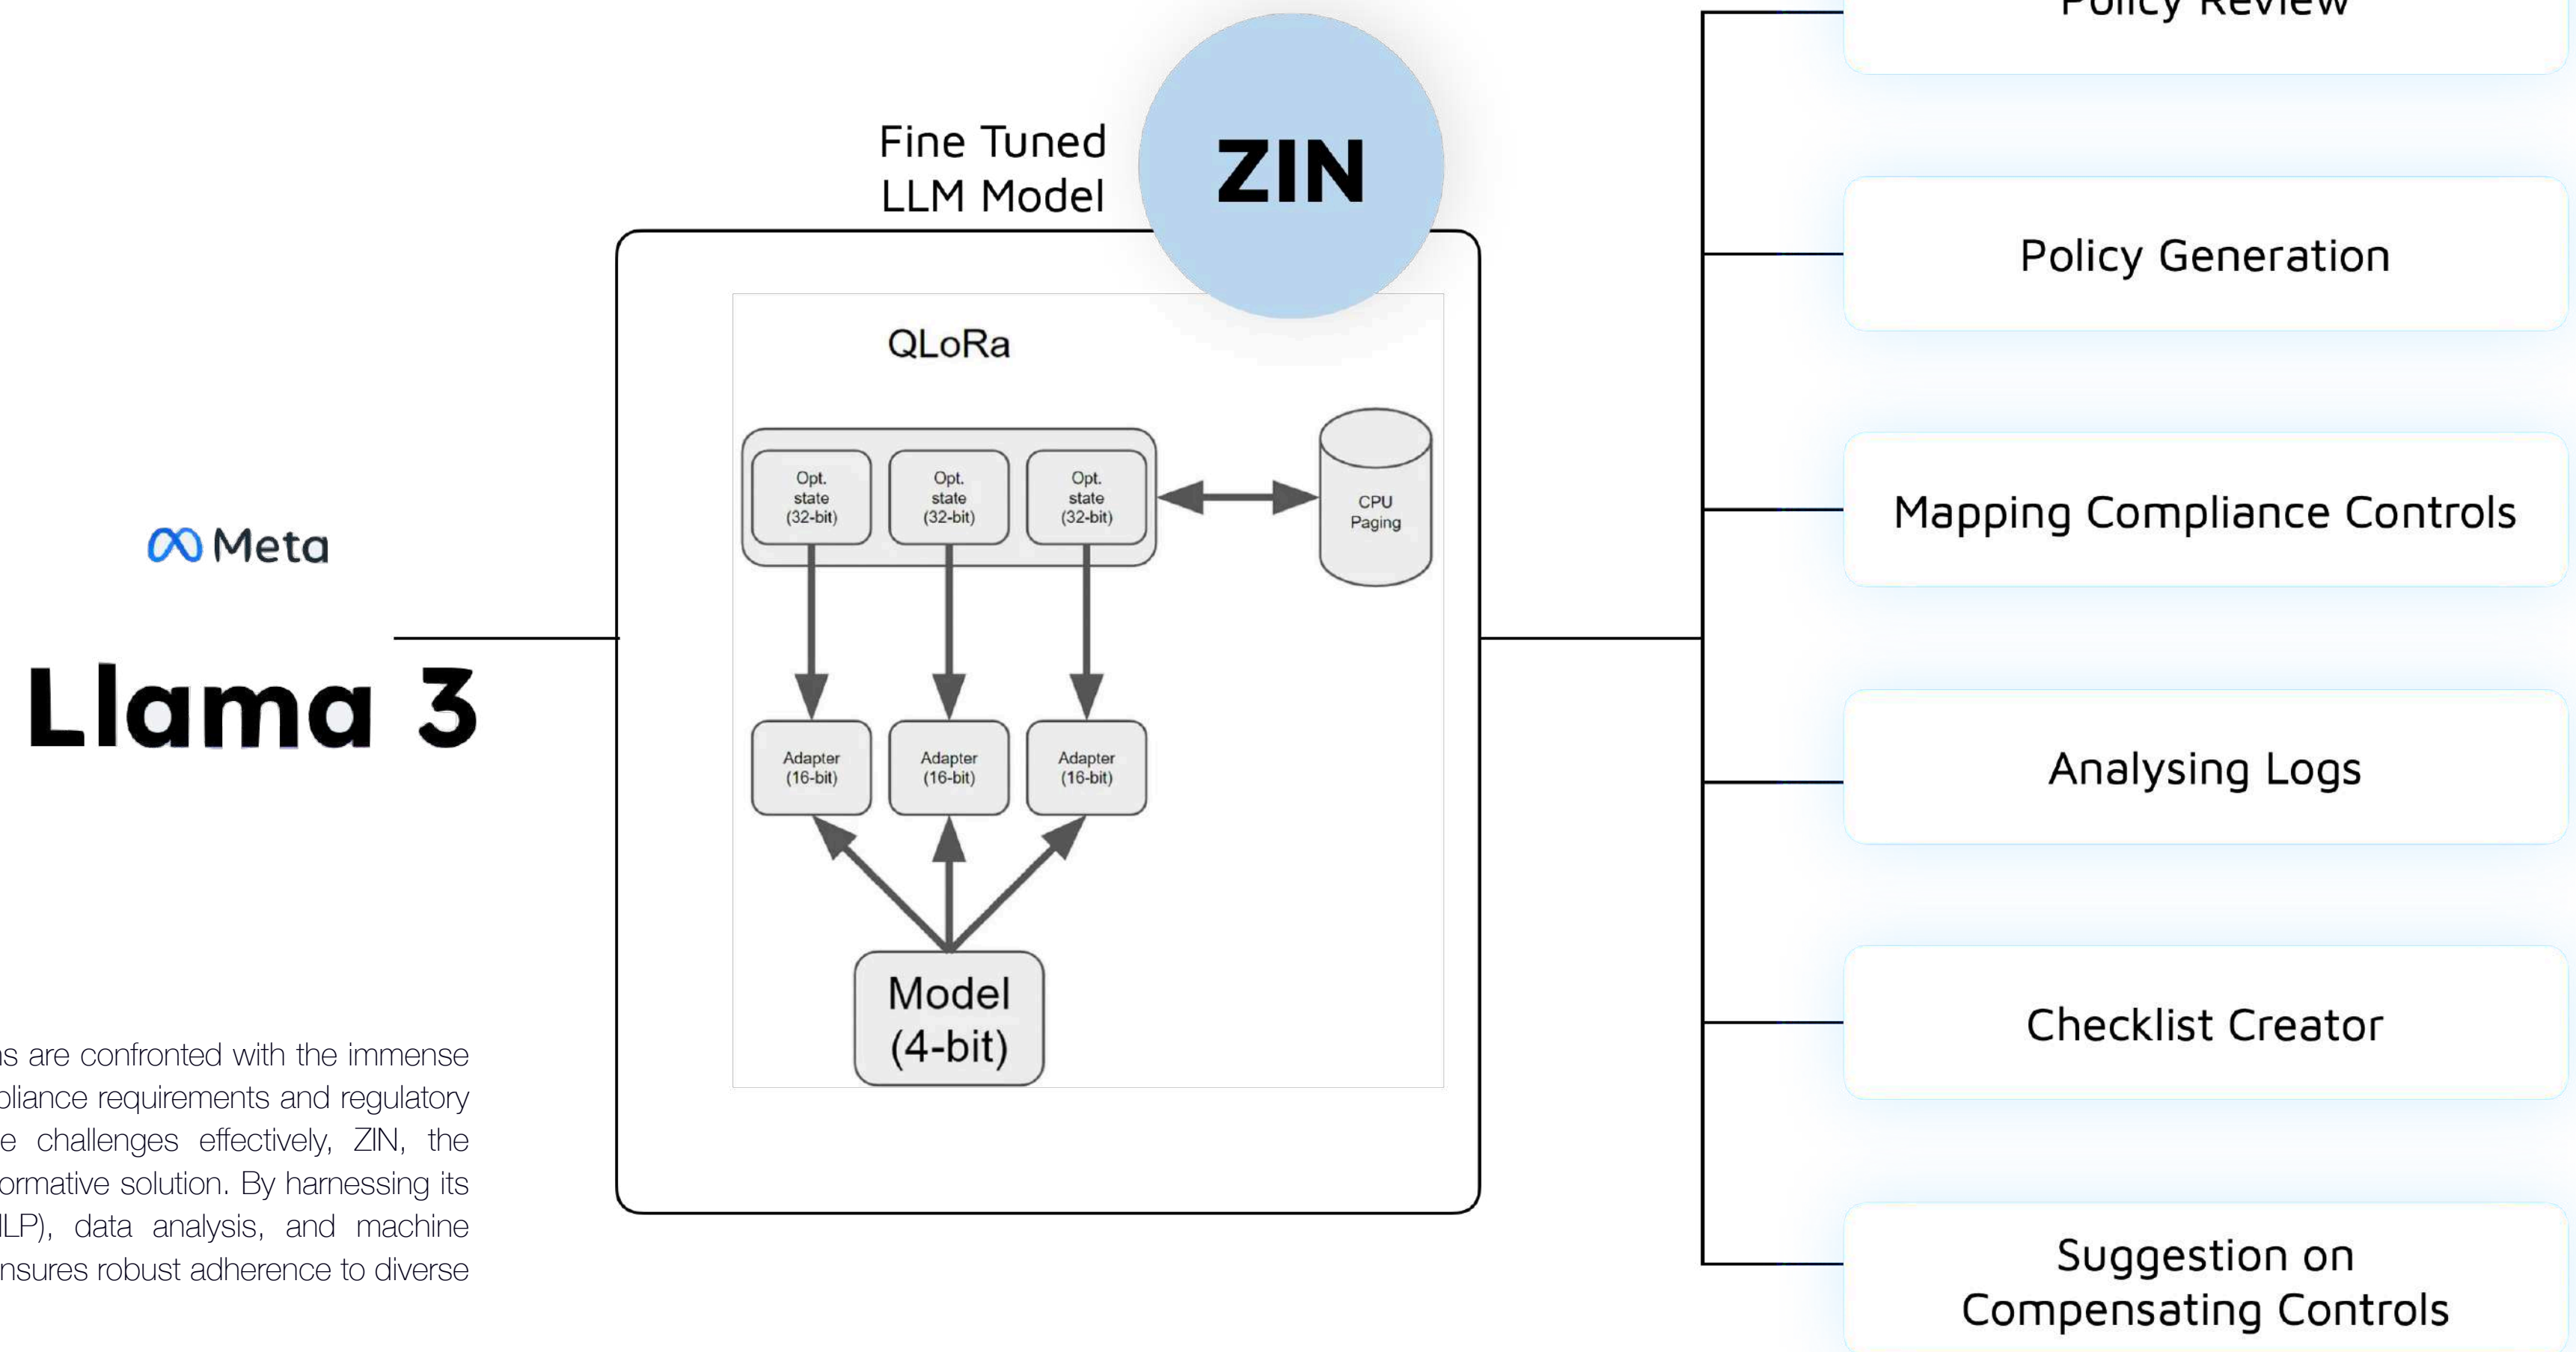 Policy Review
Fine Tuned
LLM Model
ZIN
Policy Generation
QLoRa
Opt.
state
(32-bit)
Opt.
state
(32-bit)
Opt.
state
(32-bit)
CPU
Paging
Mapping Compliance Controls
Meta
Llama 3
Adapter
(16-bit)
Adapter
(16-bit)
Adapter
(16-bit)
Analysing Logs
Model
(4-bit)
Checklist Creator
are confronted with the immense
requirements and regulatory
challenges effectively, ZIN, the
solution. By harnessing its
data analysis, and machine
robust adherence to diverse
Suggestion on
Compensating Controls